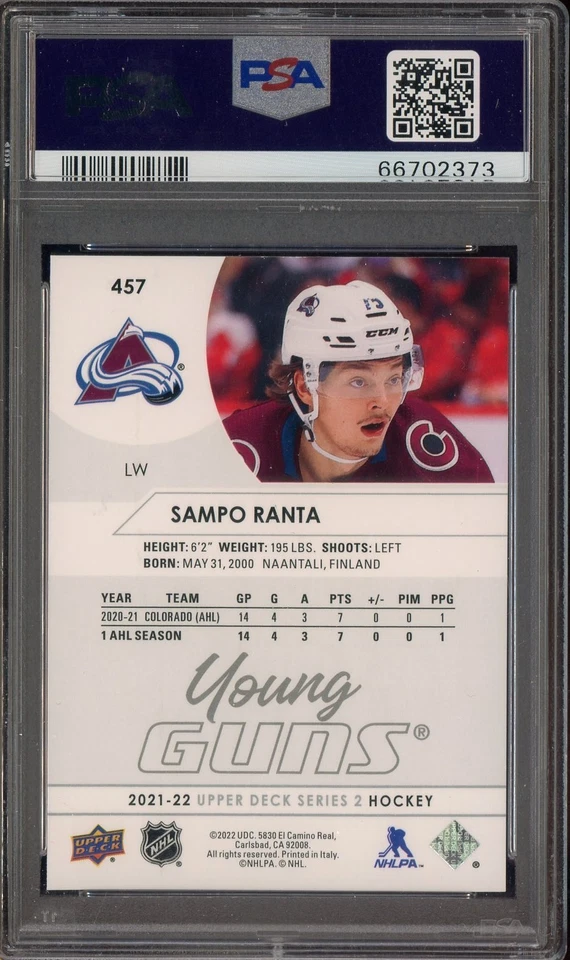 PSA
66702373
457
13
CCM
LW
SAMPO RANTA
HEIGHT: 6'2" WEIGHT: 195 LBS. SHOOTS: LEFT
BORN: MAY 31, 2000 NAANTALI, FINLAND
YEAR TEAM GP G A PTS +/- PIM PPG
2020-21 COLORADO (AHL) 14 4 3 7 0 0 1
1 AHL SEASON 14 4 3 7 0 0 1
Young
GUNS®
2021-22 UPPER DECK SERIES 2 HOCKEY
UPPER DECK
NHL
©2022 UDC. 5830 El Camino Real,
Carlsbad, CA 92008.
All rights reserved. Printed in Italy.
©NHLPA. © NHL.
NHLPA
PSA